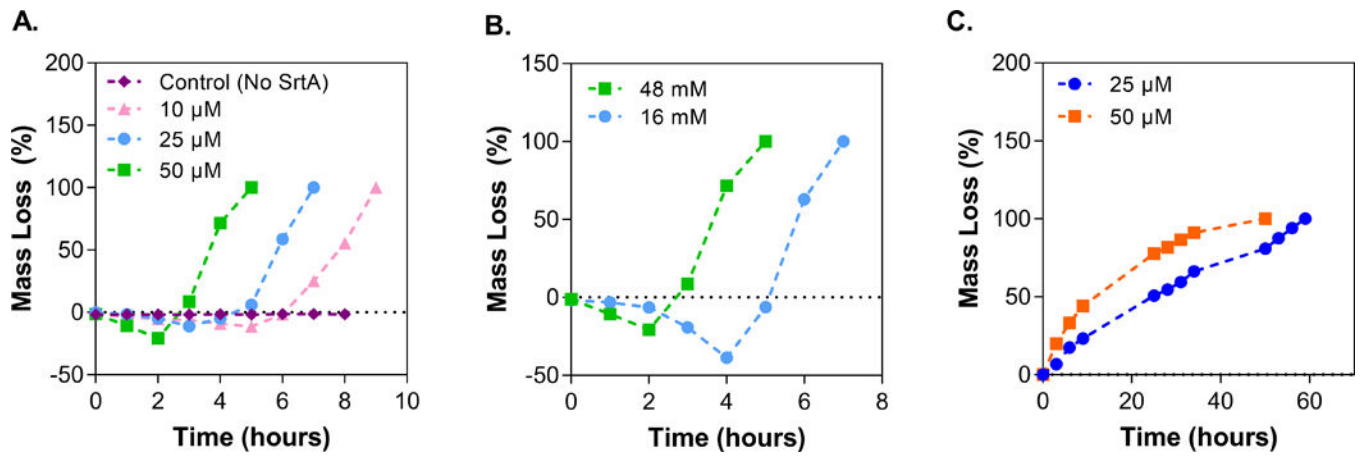 A.
Mass Loss (%)
200
150
100
50
0
-50
Control (No SrtA)
10 µM
25 µM
50 µM
0 2 4 6 8 10
Time (hours)
B.
Mass Loss (%)
150
100
50
0
-50
48 mM
16 mM
0 2 4 6 8
Time (hours)
C.
Mass Loss (%)
200
150
100
50
0
25 µM
50 µM
0 20 40 60
Time (hours)